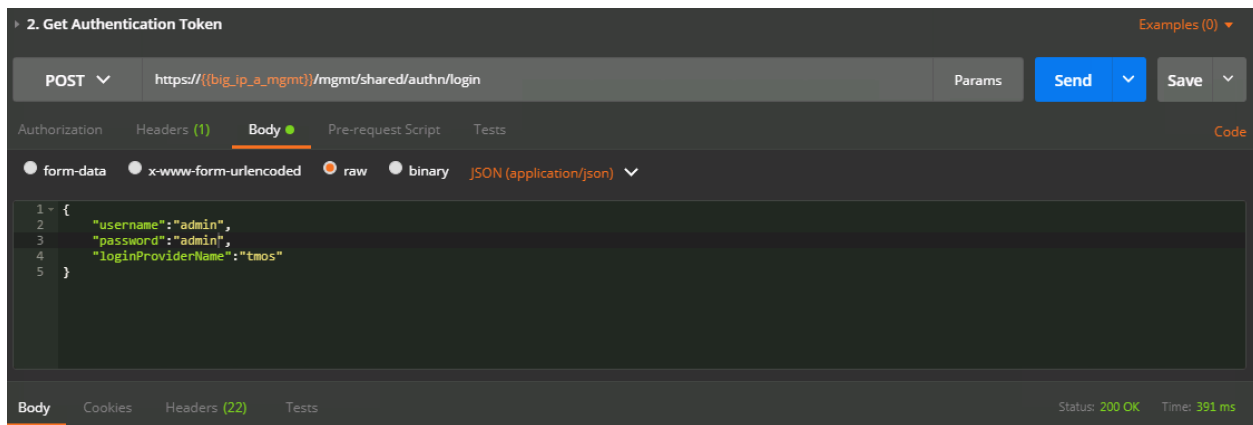 2. Get Authentication Token Examples (0)
POST https://{{big_ip_a_mgmt}}/mgmt/shared/authn/login Params Send Save
Authorization Headers (1) Body Pre-request Script Tests Code
form-data x-www-form-urlencoded raw binary JSON (application/json)
1 {
2 "username":"admin",
3 "password":"admin",
4 "loginProviderName":"tmos"
5 }
Body Cookies Headers (22) Tests Status: 200 OK Time: 391 ms